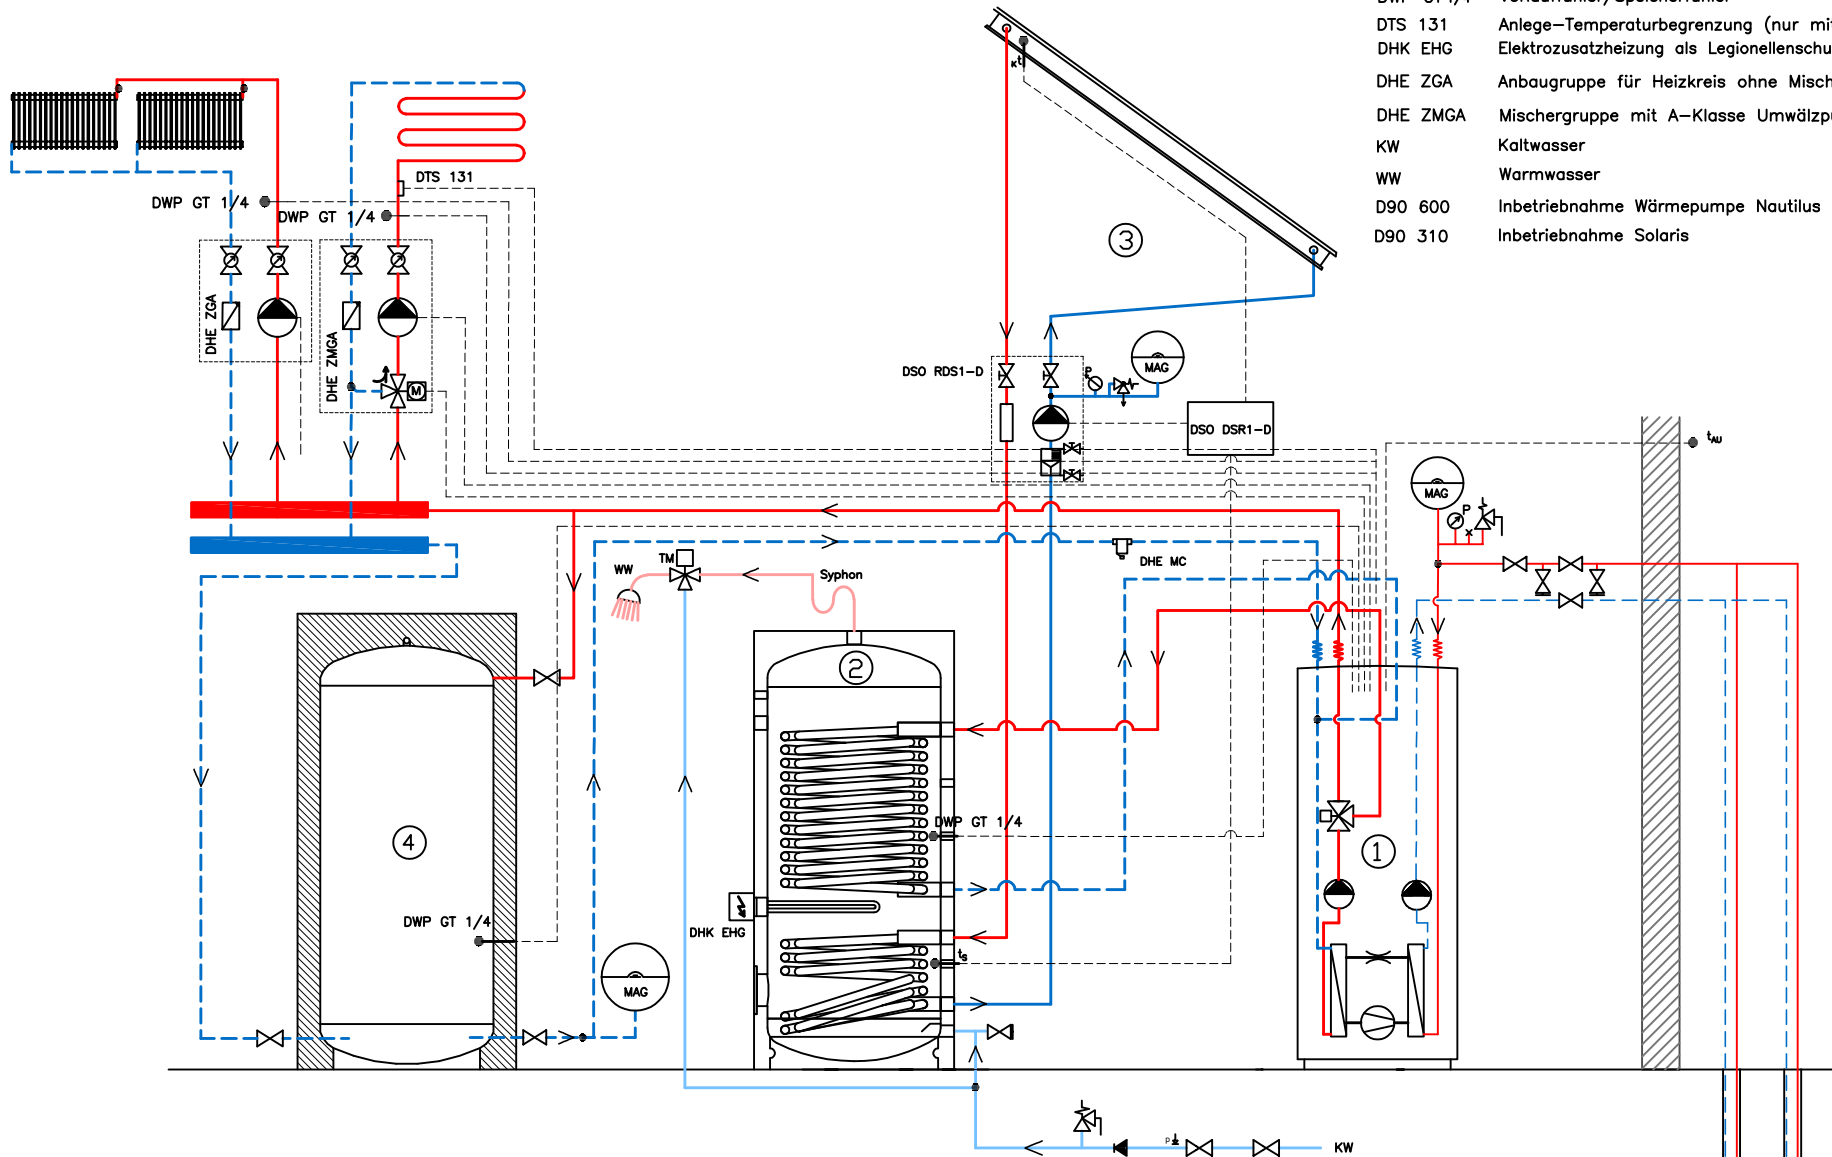 DTS 131 Anlege-Temperaturbegrenzung (nur mi
DHK EHG Elektrozusatzheizung als Legionellenschu
DHE ZGA Anbaugruppe für Heizkreis ohne Misch
DHE ZMGA Mischergruppe mit A-Klasse Umwälzp
KW Kaltwasser
WW Warmwasser
D90 600 Inbetriebnahme Wärmepumpe Nautilus
D90 310 Inbetriebnahme Solaris
DTS 131
DWP GT 1/4
DWP GT 1/4
DHE ZGA
DHE ZMGA
M
tK
3
DSO RDS1-D
P
MAG
DSO DSR1-D
tAU
MAG
P
TM
WW
Syphon
DHE MC
2
4
DWP GT 1/4
1
DWP GT 1/4
DHK EHG
tS
MAG
P
KW